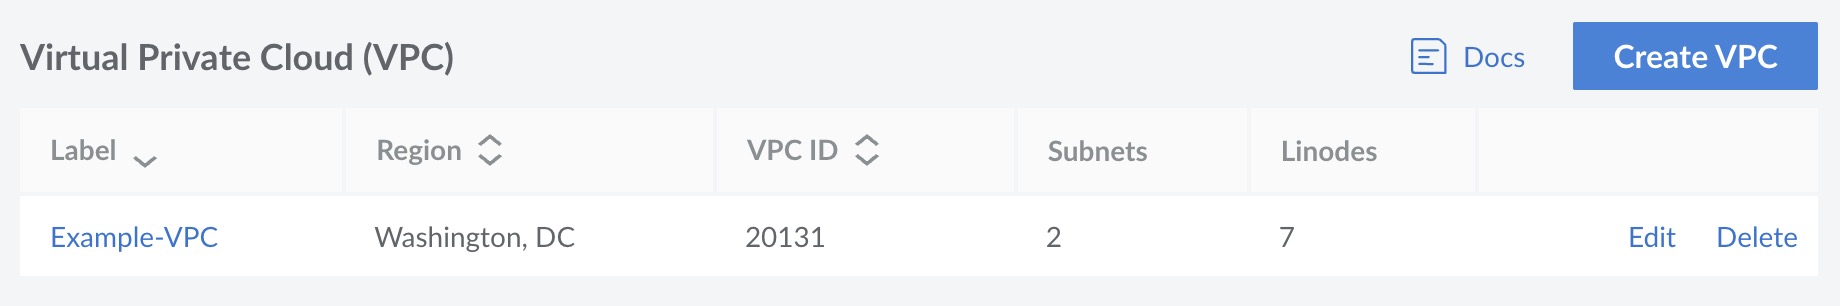 Virtual Private Cloud (VPC) Docs Create VPC
Label Region VPC ID Subnets Linodes
Example-VPC Washington, DC 20131 2 7 Edit Delete